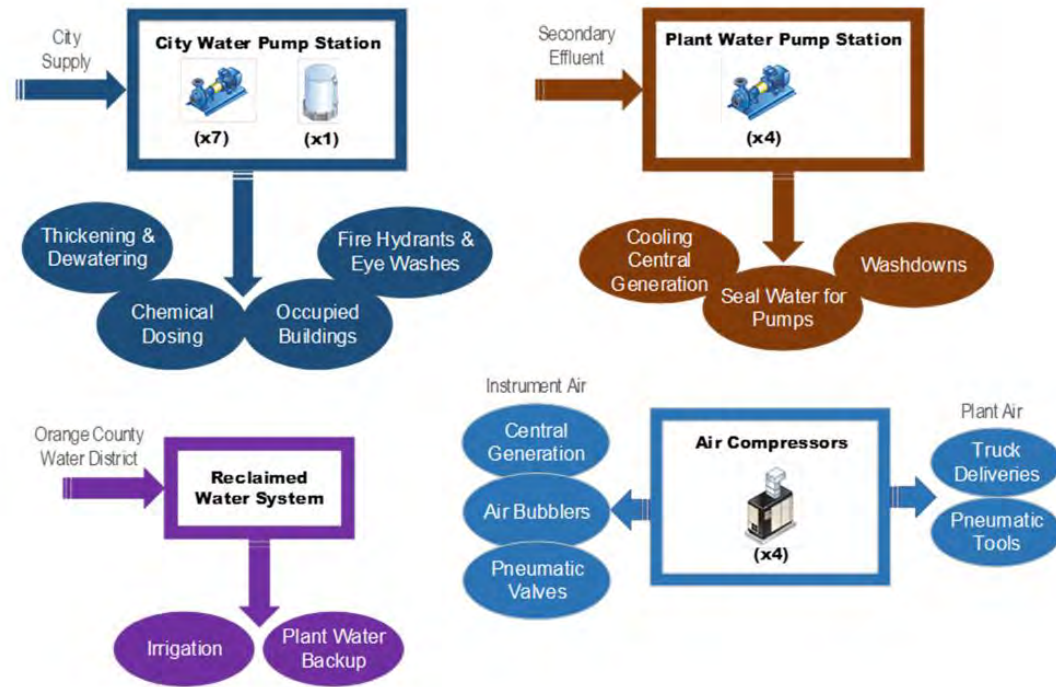 City
Supply
City Water Pump Station
(x7)
(x1)
Thickening &
Dewatering
Chemical
Dosing
Occupied
Buildings
Fire Hydrants &
Eye Washes
Secondary
Effluent
Plant Water Pump Station
(x4)
Cooling
Central
Generation
Seal Water for
Pumps
Washdowns
Orange County
Water District
Reclaimed
Water System
Irrigation
Plant Water
Backup
Instrument Air
Central
Generation
Air Bubblers
Pneumatic
Valves
Air Compressors
(x4)
Plant Air
Truck
Deliveries
Pneumatic
Tools